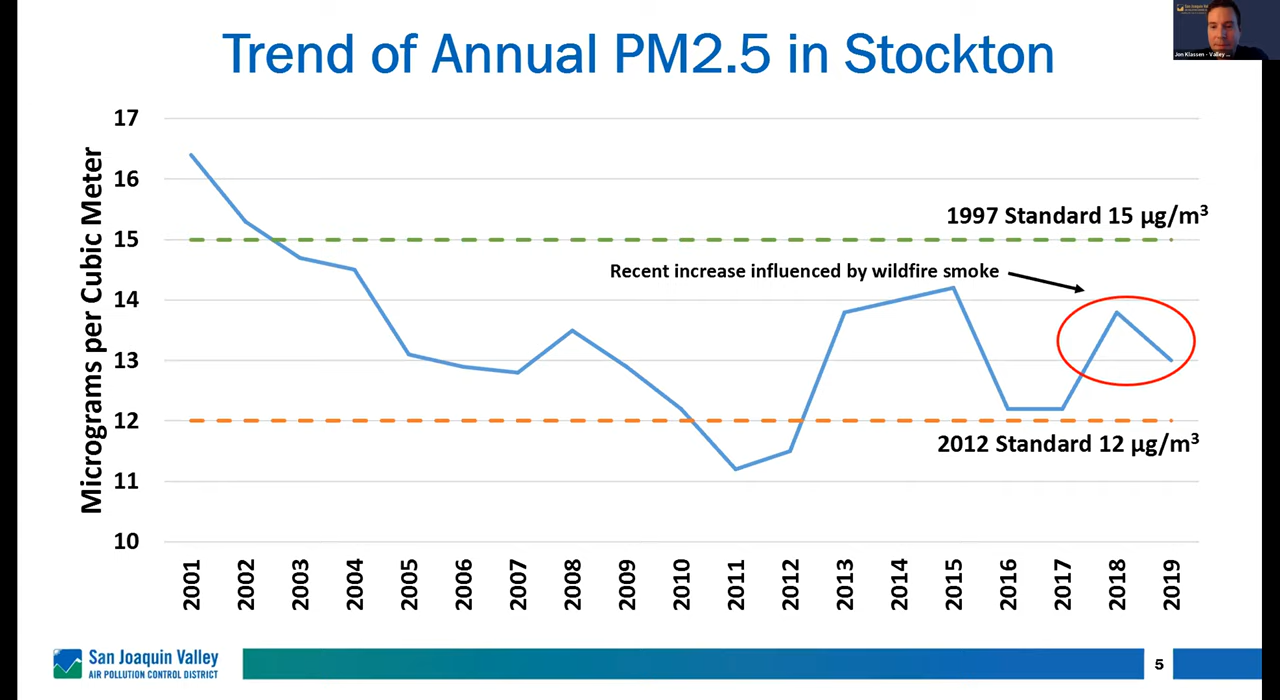 Trend of Annual PM2.5 in Stockton
Jon Klassen - Valley ...
Micrograms per Cubic Meter
17
16
15
14
13
12
11
10
1997 Standard 15 µg/m³
Recent increase influenced by wildfire smoke
2012 Standard 12 µg/m³
2001 2002 2003 2004 2005 2006 2007 2008 2009 2010 2011 2012 2013 2014 2015 2016 2017 2018 2019
San Joaquin Valley
AIR POLLUTION CONTROL DISTRICT
5